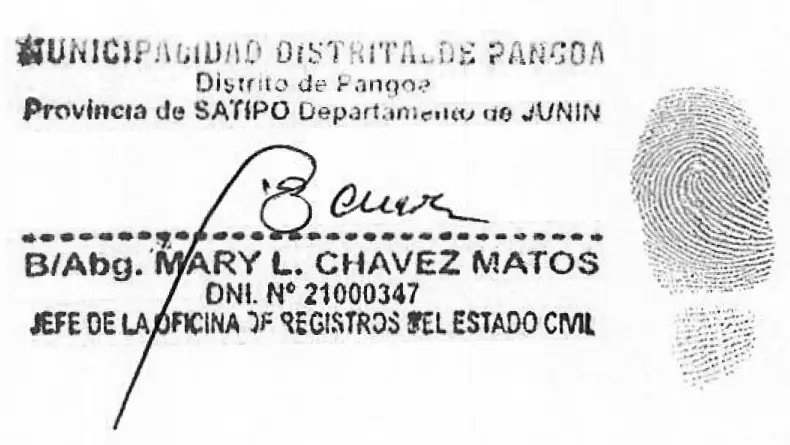 MUNICIPALIDAD DISTRITAL DE PANGOA
Distrito de Pangoa
Provincia de SATIPO Departamento de JUNIN
B/Abg. MARY L. CHAVEZ MATOS
DNI. Nº 21000347
JEFE DE LA OFICINA DE REGISTROS DEL ESTADO CIVIL